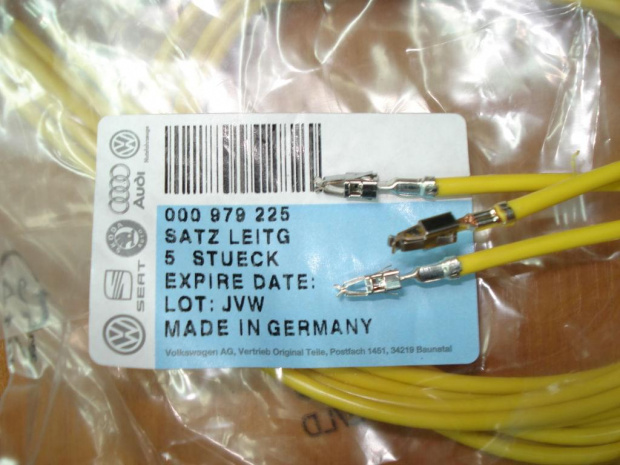 Audi
SEAT
000 979 225
SATZ LEITG
5 STUECK
EXPIRE DATE:
LOT: JVW
MADE IN GERMANY
Volkswagen AG, Vertrieb Original Teile, Postfach 1451, 34219 Baunatal